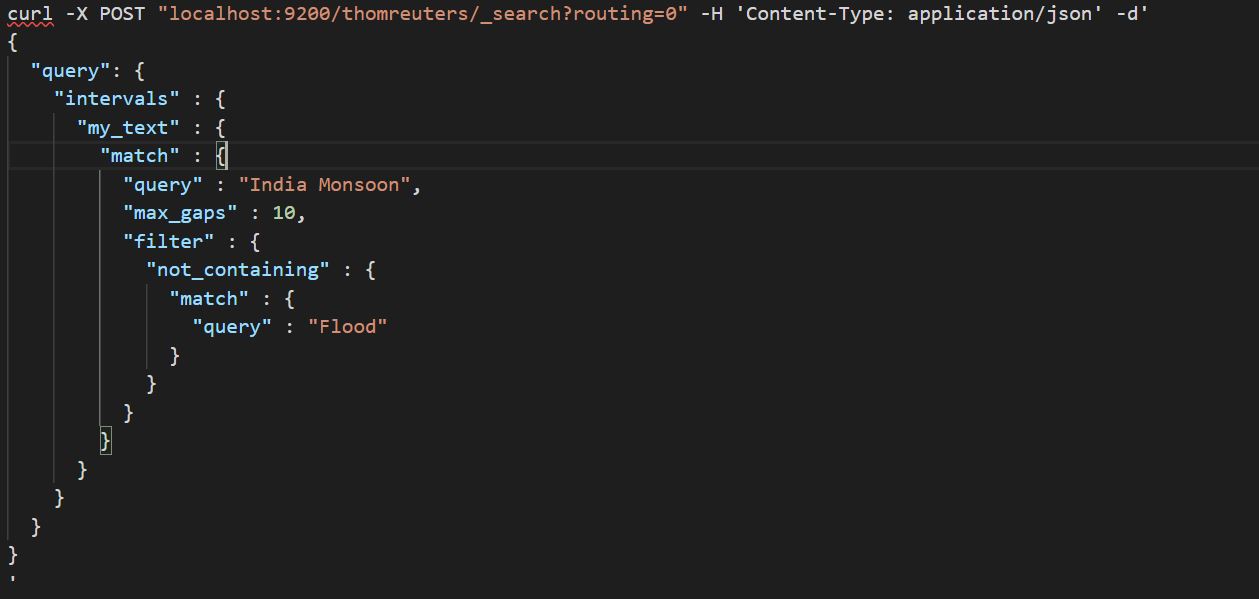 curl -X POST "localhost:9200/thomreuters/_search?routing=0" -H 'Content-Type: application/json' -d'
{
  "query": {
    "intervals" : {
      "my_text" : {
        "match" : {
          "query" : "India Monsoon",
          "max_gaps" : 10,
          "filter" : {
            "not_containing" : {
              "match" : {
                "query" : "Flood"
              }
            }
          }
        }
      }
    }
  }
}
'